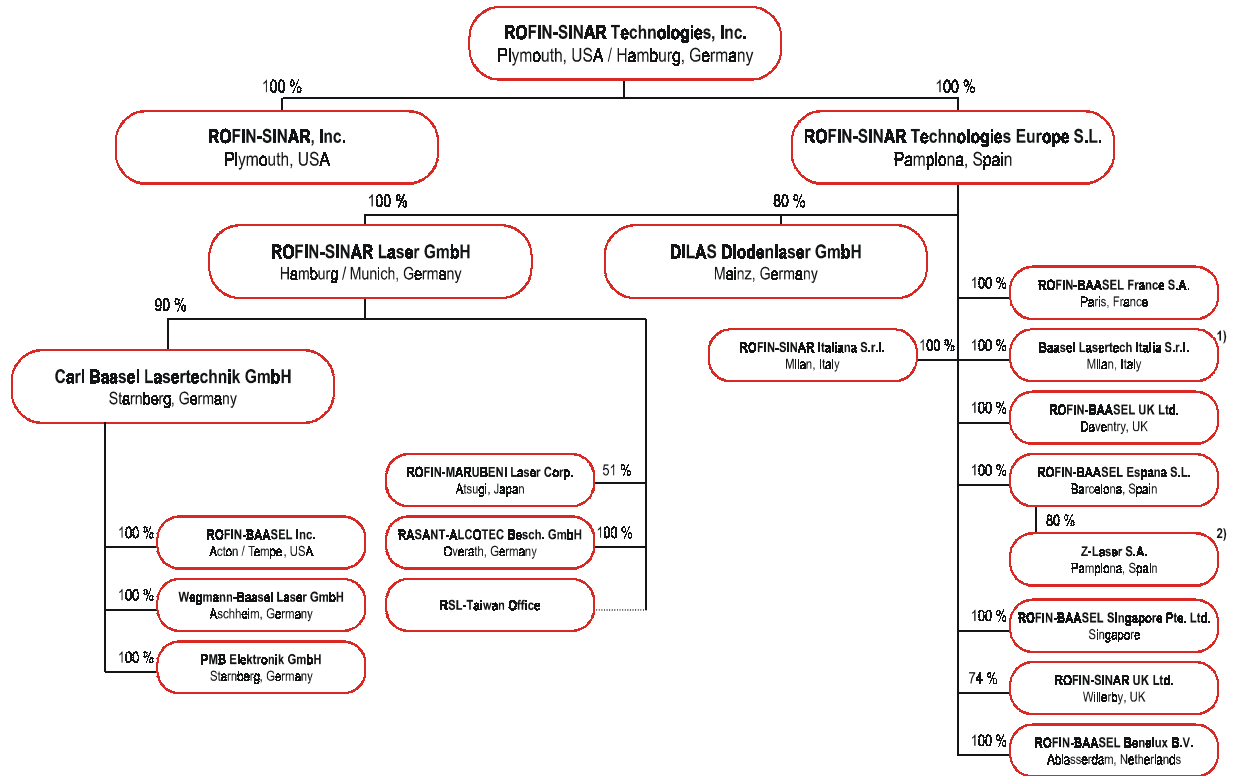 ROFIN-SINAR Technologies, Inc.
Plymouth, USA / Hamburg, Germany
100 %
100 %
ROFIN-SINAR, Inc.
Plymouth, USA
ROFIN-SINAR Technologies Europe S.L.
Pamplona, Spain
100 %
80 %
ROFIN-SINAR Laser GmbH
Hamburg / Munich, Germany
DILAS Diodenlaser GmbH
Mainz, Germany
90 %
Carl Baasel Lasertechnik GmbH
Starnberg, Germany
100 %
ROFIN-BAASEL Inc.
Acton / Tempe, USA
100 %
Wegmann-Baasel Laser GmbH
Aschheim, Germany
100 %
PMB Elektronik GmbH
Starnberg, Germany
ROFIN-MARUBENI Laser Corp.
Atsugi, Japan
51 %
RASANT-ALCOTEC Besch. GmbH
Overath, Germany
100 %
RSL-Taiwan Office
ROFIN-SINAR Italiana S.r.l.
Milan, Italy
100 %
100 %
ROFIN-BAASEL France S.A.
Paris, France
100 %
Baasel Lasertech Italia S.r.l.
Milan, Italy
1)
100 %
ROFIN-BAASEL UK Ltd.
Daventry, UK
100 %
ROFIN-BAASEL Espana S.L.
Barcelona, Spain
80 %
Z-Laser S.A.
Pamplona, Spain
2)
100 %
ROFIN-BAASEL Singapore Pte. Ltd.
Singapore
74 %
ROFIN-SINAR UK Ltd.
Willerby, UK
100 %
ROFIN-BAASEL Benelux B.V.
Ablasserdam, Netherlands